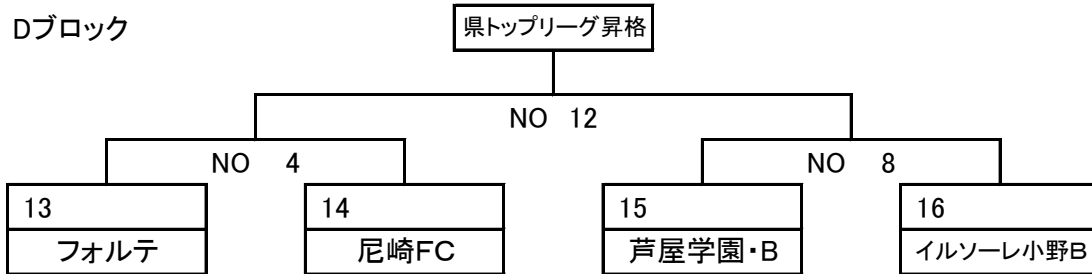 Dブロック
県トップリーグ昇格
NO 12
NO 4
NO 8
13
14
15
16
フォルテ
尼崎FC
芦屋学園・B
イルソーレ小野B